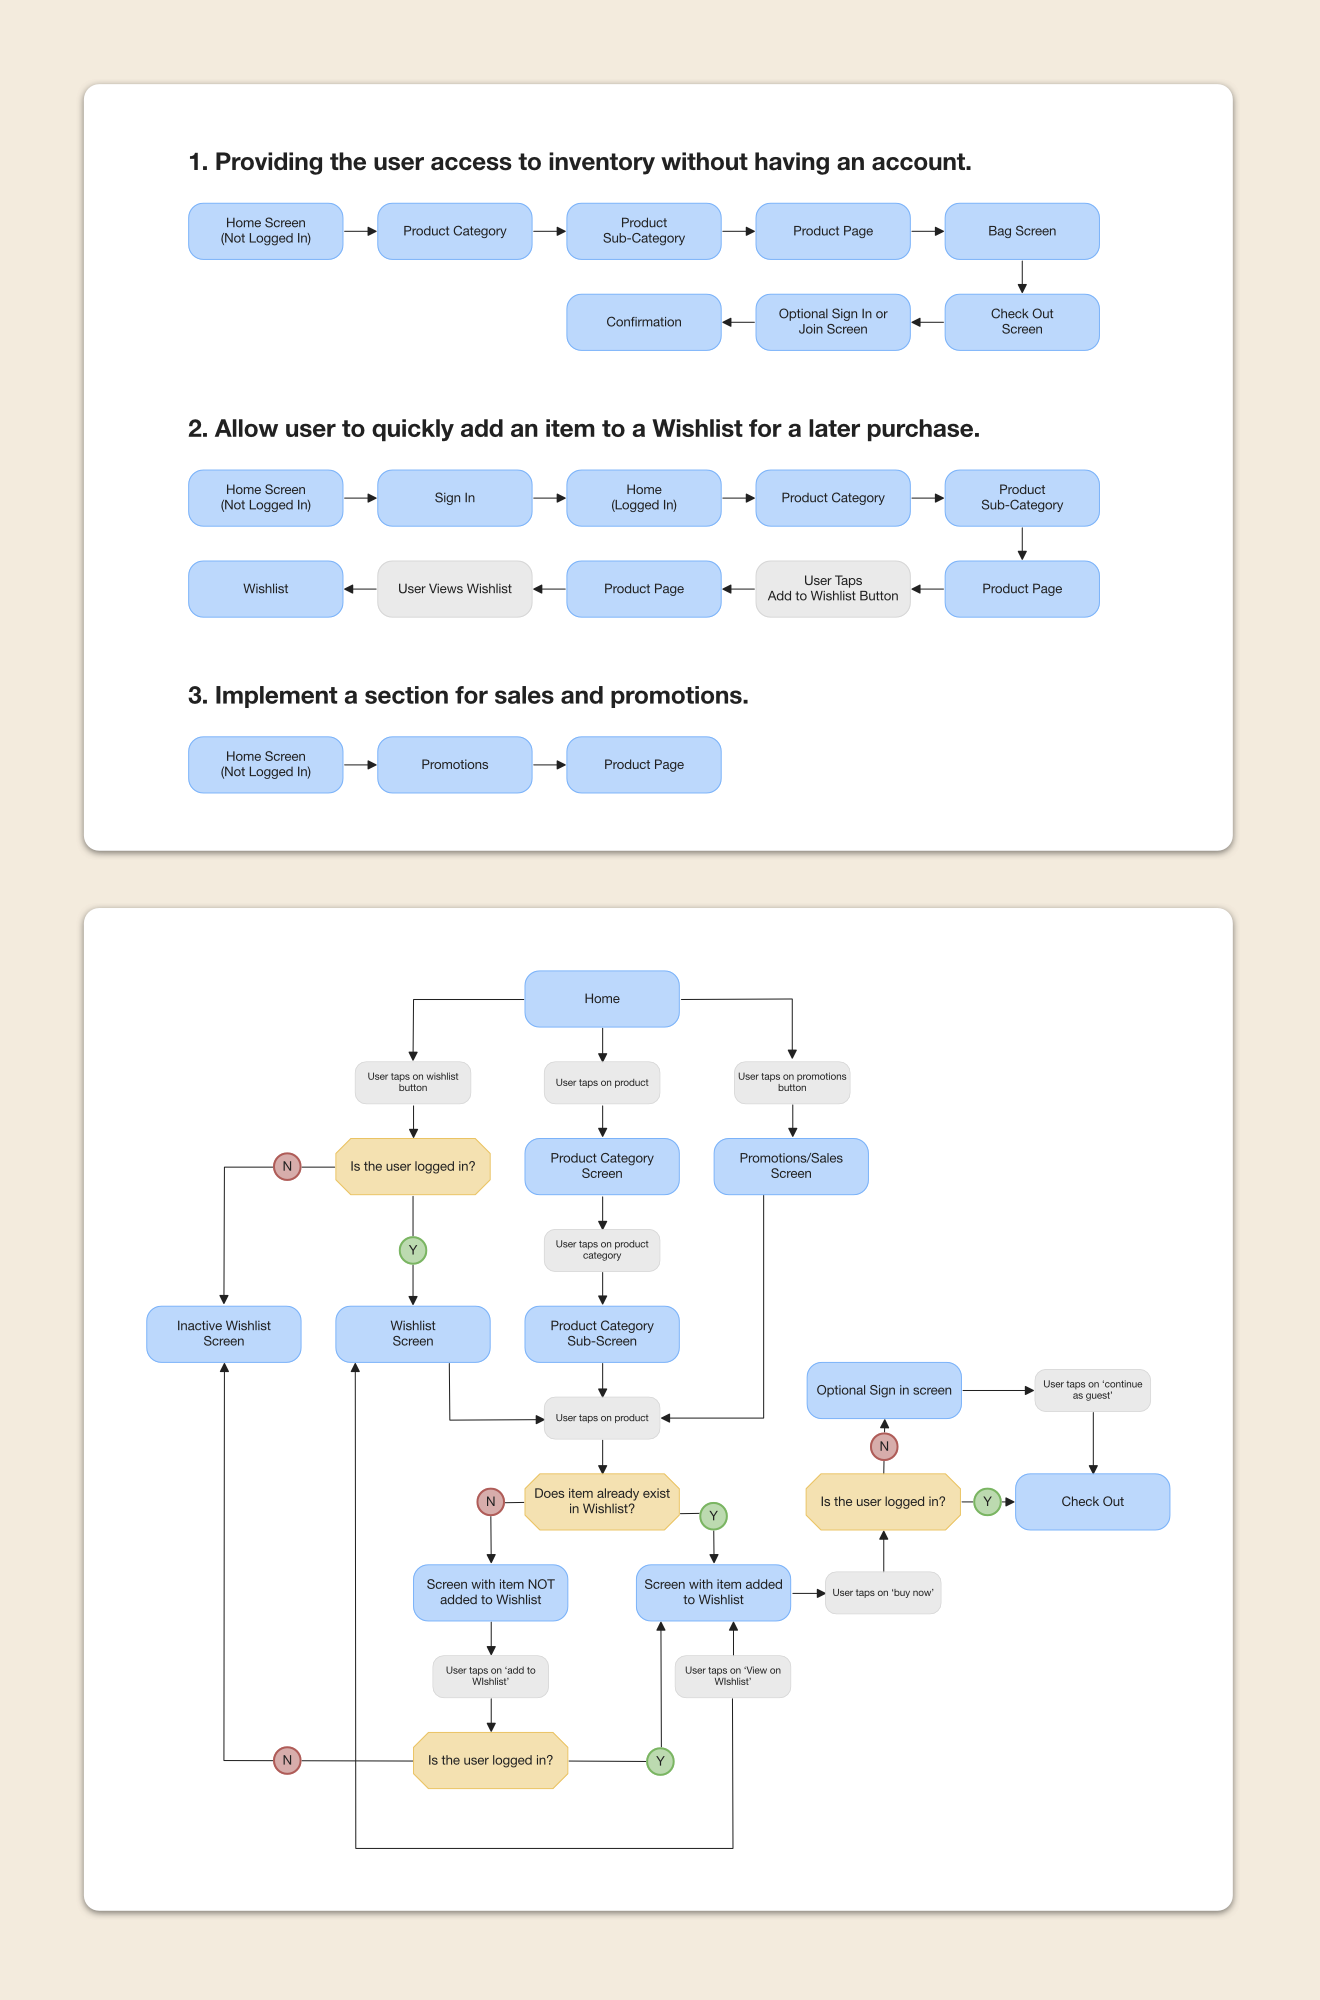 1. Providing the user access to inventory without having an account.
Home Screen
(Not Logged In)
Product Category
Product
Sub-Category
Product Page
Bag Screen
Confirmation
Optional Sign In or
Join Screen
Check Out
Screen
2. Allow user to quickly add an item to a Wishlist for a later purchase.
Home Screen
(Not Logged In)
Sign In
Home
(Logged In)
Product Category
Product
Sub-Category
Wishlist
User Views Wishlist
Product Page
User Taps
Add to Wishlist Button
Product Page
3. Implement a section for sales and promotions.
Home Screen
(Not Logged In)
Promotions
Product Page
Home
User taps on wishlist
button
User taps on product
User taps on promotions
button
N
Is the user logged in?
Product Category
Screen
Promotions/Sales
Screen
Y
User taps on product
category
Inactive Wishlist
Screen
Wishlist
Screen
Product Category
Sub-Screen
User taps on product
Optional Sign in screen
User taps on ‘continue
as guest’
N
N
Does item already exist
in Wishlist?
Y
Is the user logged in?
Y
Check Out
Screen with item NOT
added to Wishlist
Screen with item added
to Wishlist
User taps on ‘buy now’
User taps on ‘add to
WIshlist’
User taps on ‘View on
WIshlist’
N
Is the user logged in?
Y